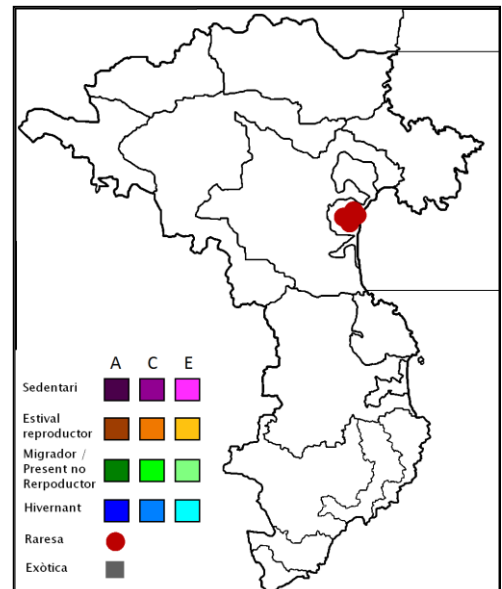 A C E
Sedentari
Estival
reproductor
Migrador /
Present no
Rerpoductor
Hivernant
Raresa
Exòtica